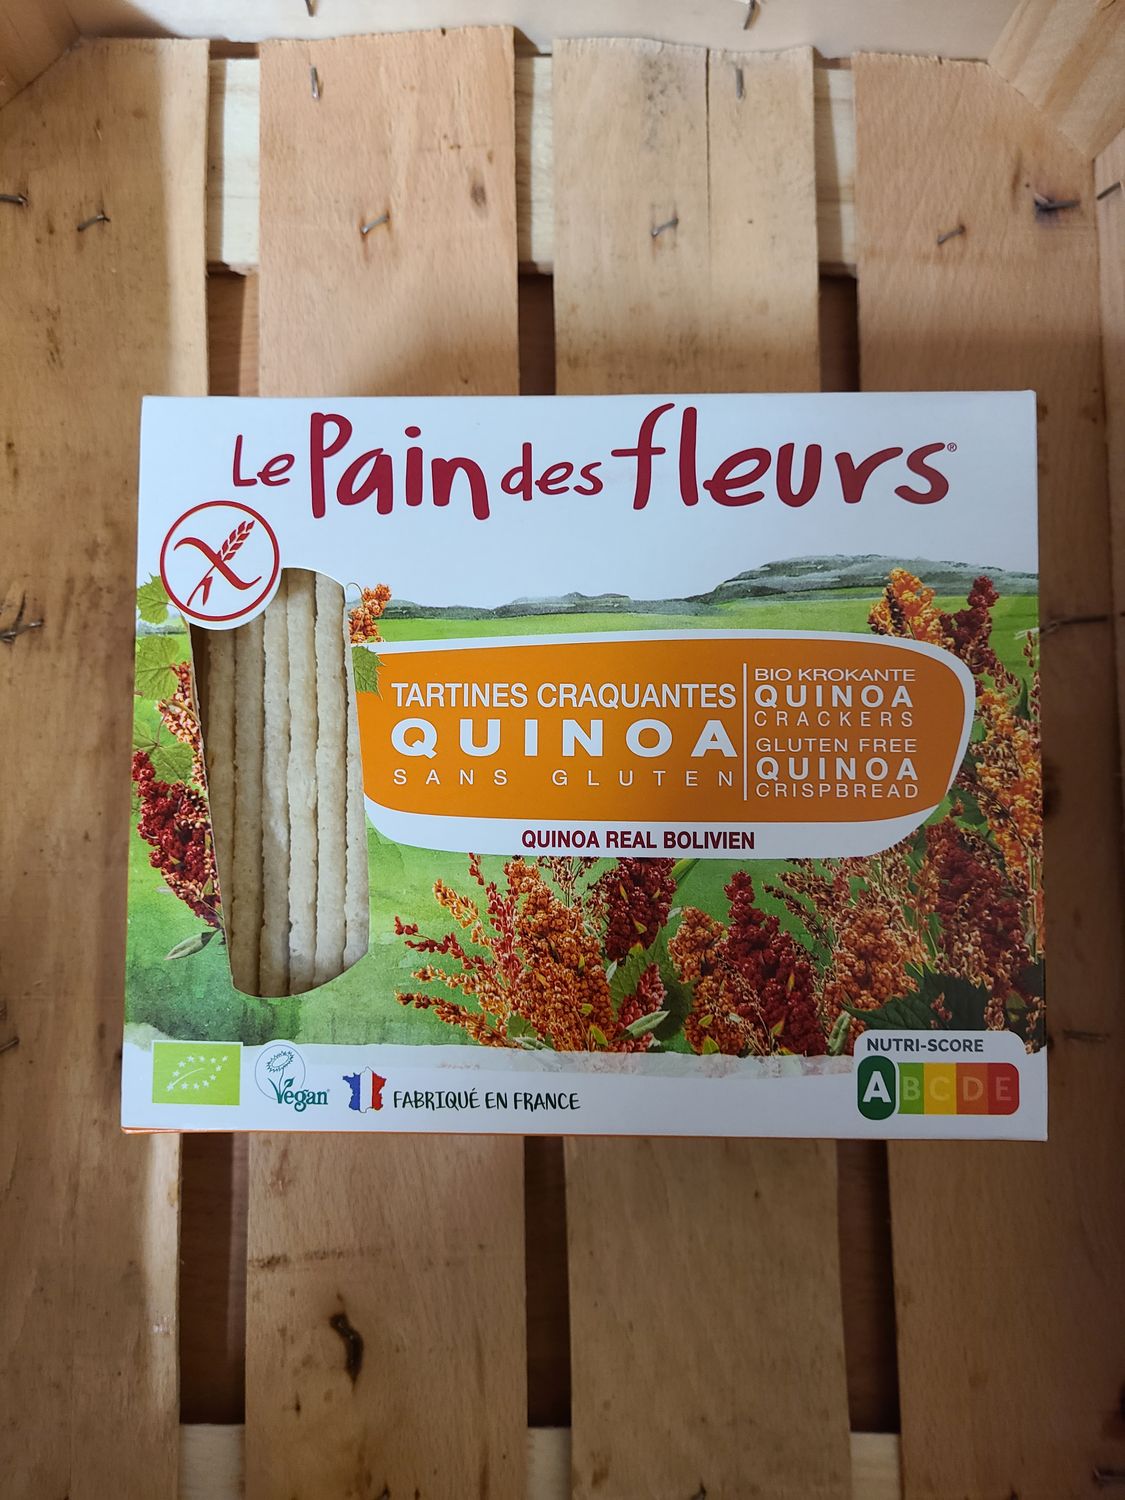 Le Pain des fleurs®
TARTINES CRAQUANTES
QUINOA
SANS GLUTEN
BIO KROKANTE
QUINOA
CRACKERS
GLUTEN FREE
QUINOA
CRISPBREAD
QUINOA REAL BOLIVIEN
Vegan
FABRIQUÉ EN FRANCE
NUTRI-SCORE
A B C D E